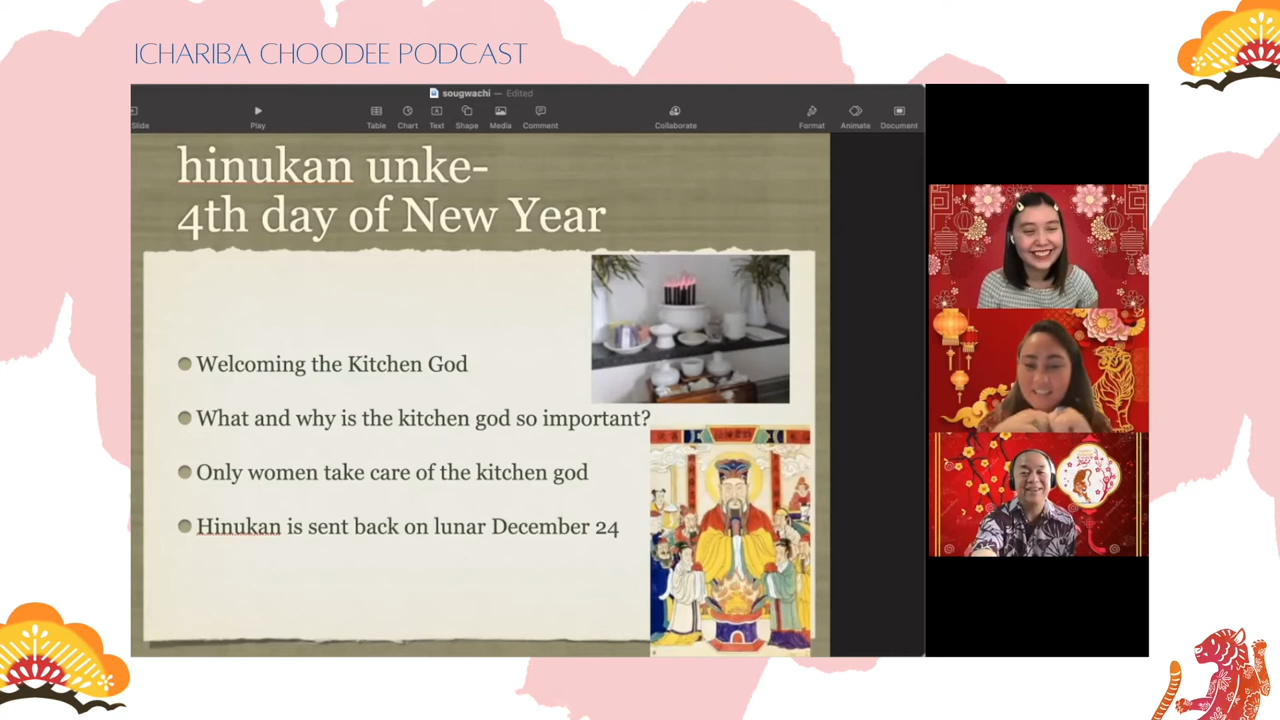 ICHARIBA CHOODEE PODCAST
sougwachi — Edited
Slide
Play
Table
Chart
Text
Shape
Media
Comment
Collaborate
Format
Animate
Document
hinukan unke-
4th day of New Year
Welcoming the Kitchen God
What and why is the kitchen god so important?
Only women take care of the kitchen god
Hinukan is sent back on lunar December 24